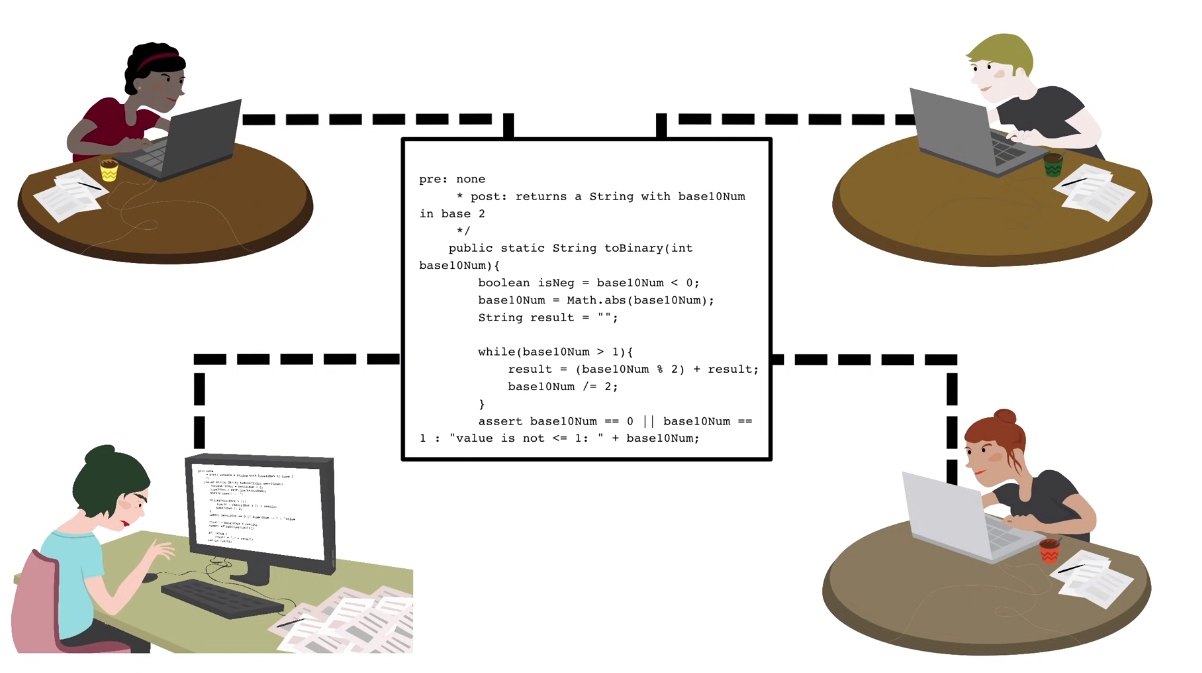 pre: none
* post: returns a String with base10Num
in base 2
*/
public static String toBinary(int
base10Num){
boolean isNeg = base10Num < 0;
base10Num = Math.abs(base10Num);
String result = "";
while(base10Num > 1){
result = (base10Num % 2) + result;
base10Num /= 2;
}
assert base10Num == 0 || base10Num ==
1 : "value is not <= 1: " + base10Num;